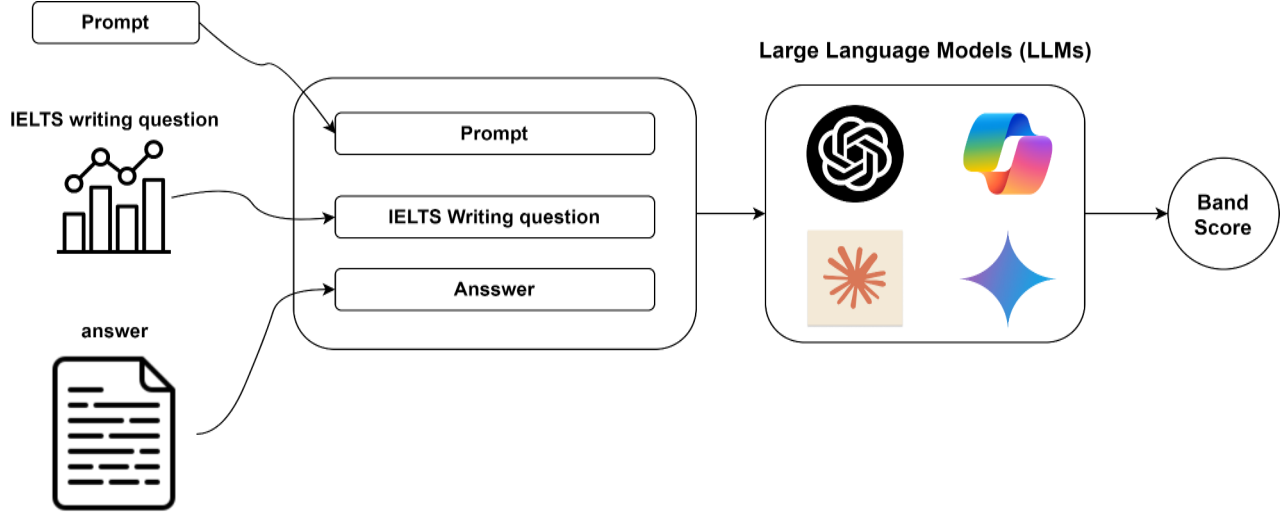 Prompt
IELTS writing question
answer
Prompt
IELTS Writing question
Ansswer
Large Language Models (LLMs)
Band
Score